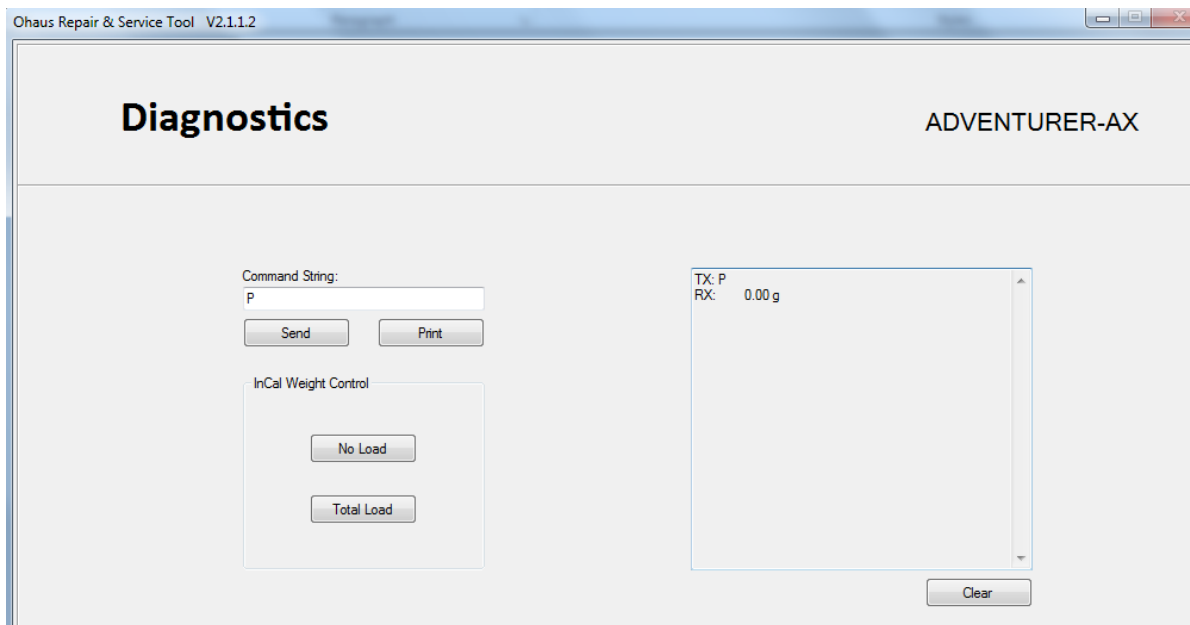 Ohaus Repair & Service Tool V2.1.1.2
Diagnostics
ADVENTURER-AX
Command String:
P
Send Print
InCal Weight Control
No Load
Total Load
TX: P
RX: 0.00 g
Clear